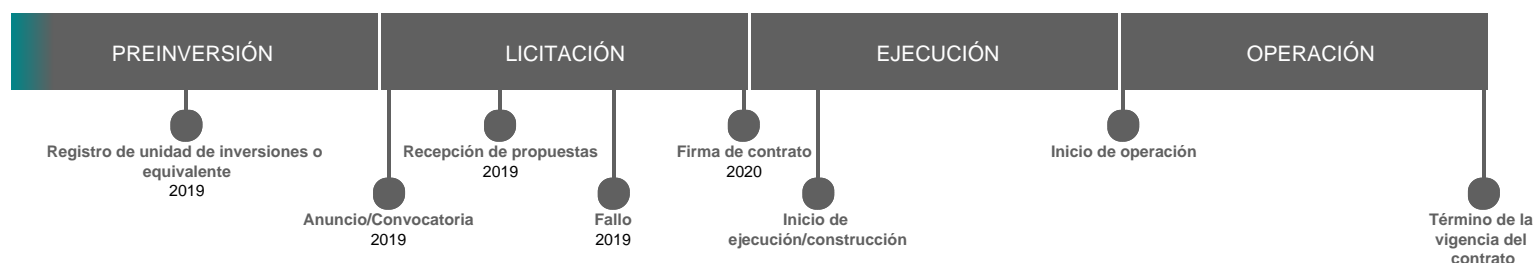 PREINVERSIÓN
LICITACIÓN
EJECUCIÓN
OPERACIÓN
Registro de unidad de inversiones o
equivalente
2019
Anuncio/Convocatoria
2019
Recepción de propuestas
2019
Fallo
2019
Firma de contrato
2020
Inicio de
ejecución/construcción
Inicio de operación
Término de la
vigencia del
contrato